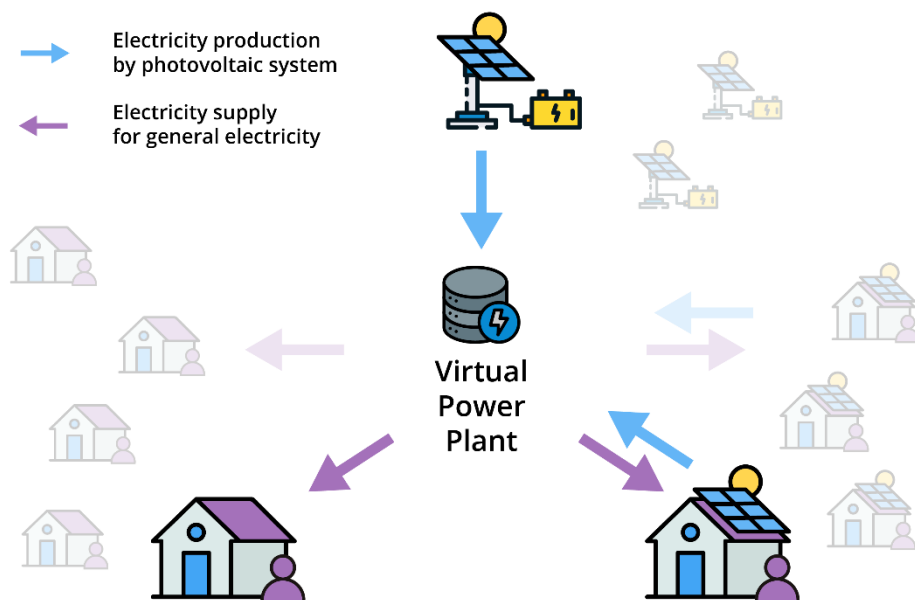 Electricity production
by photovoltaic system
Electricity supply
for general electricity
Virtual
Power
Plant